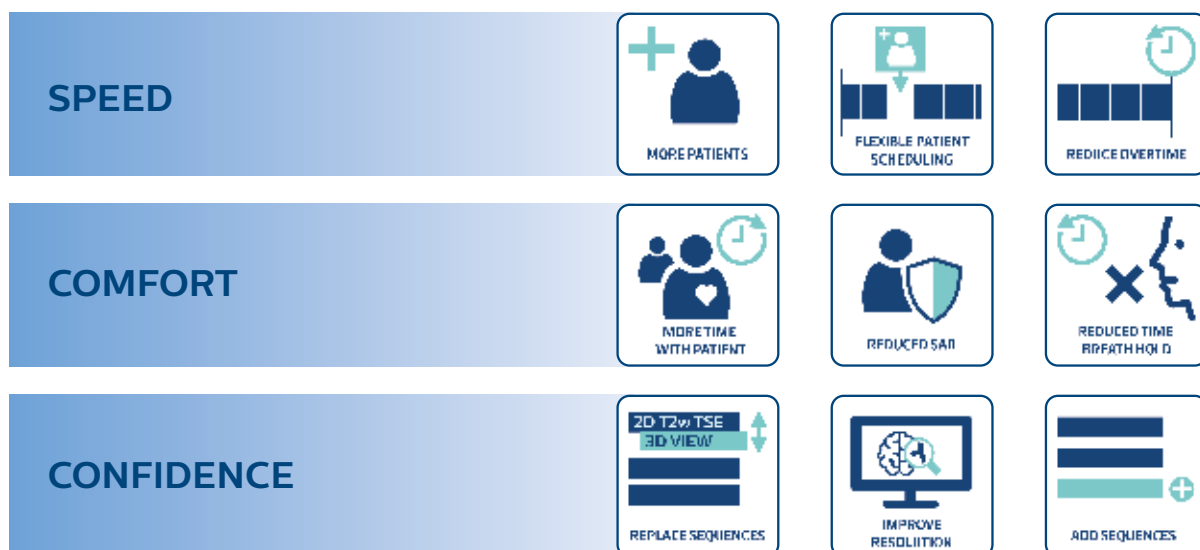 SPEED
MORE PATIENTS
FLEXIBLE PATIENT
SCHEDULING
REDUCE OVERTIME
COMFORT
MORE TIME
WITH PATIENT
REDUCED SAR
REDUCED TIME
BREATH HOLD
CONFIDENCE
2D T2w TSE
3D VIEW
REPLACE SEQUENCES
IMPROVE
RESOLUTION
ADD SEQUENCES